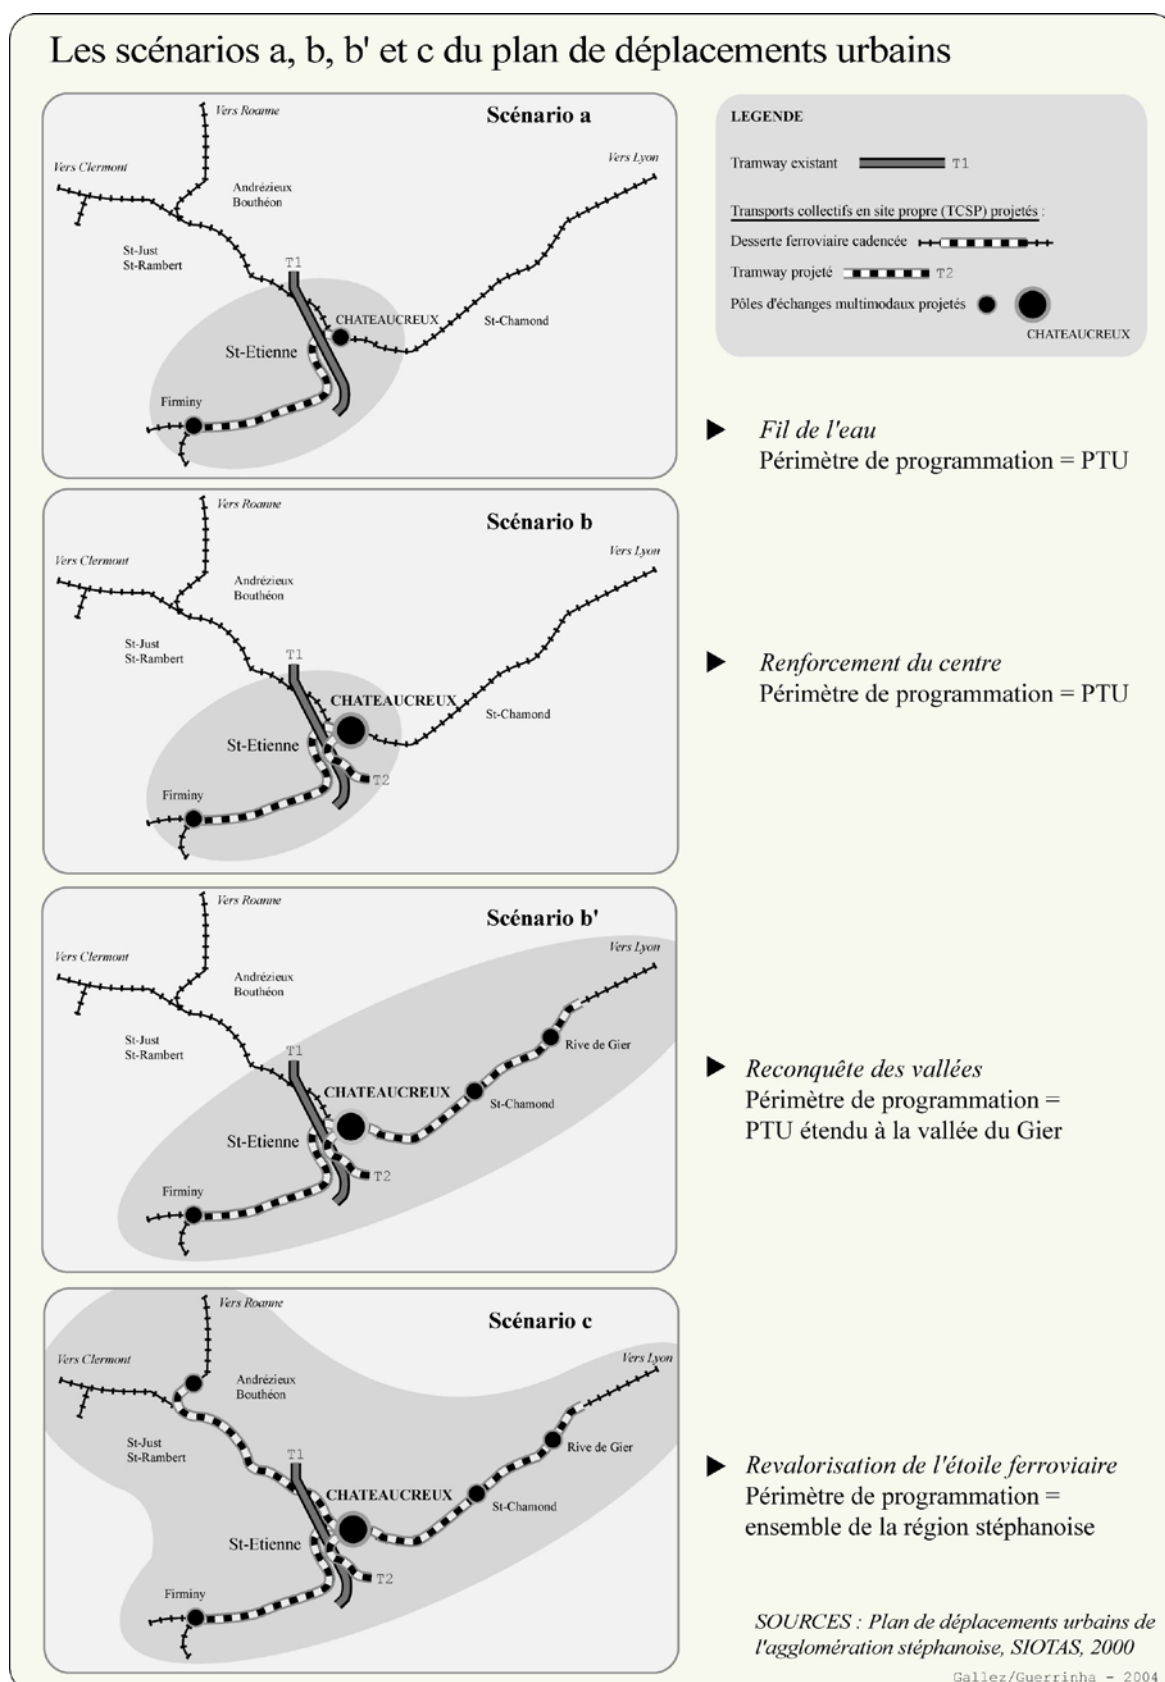 Les scénarios a, b, b' et c du plan de déplacements urbains
Scénario a
Vers Roanne
Vers Clermont
Vers Lyon
Andrézieux
Bouthéon
St-Just
St-Rambert
T1
CHATEAUCREUX
St-Chamond
St-Etienne
Firminy
LEGENDE
Tramway existant T1
Transports collectifs en site propre (TCSP) projetés :
Desserte ferroviaire cadencée
Tramway projeté T2
Pôles d'échanges multimodaux projetés
CHATEAUCREUX
Fil de l'eau
Périmètre de programmation = PTU
Scénario b
Vers Roanne
Vers Clermont
Vers Lyon
Andrézieux
Bouthéon
St-Just
St-Rambert
T1
CHATEAUCREUX
St-Chamond
St-Etienne
T2
Firminy
Renforcement du centre
Périmètre de programmation = PTU
Scénario b'
Vers Roanne
Vers Clermont
Vers Lyon
Andrézieux
Bouthéon
St-Just
St-Rambert
Rive de Gier
T1
CHATEAUCREUX
St-Chamond
St-Etienne
T2
Firminy
Reconquête des vallées
Périmètre de programmation =
PTU étendu à la vallée du Gier
Scénario c
Vers Roanne
Vers Clermont
Vers Lyon
Andrézieux
Bouthéon
St-Just
St-Rambert
Rive de Gier
T1
CHATEAUCREUX
St-Chamond
St-Etienne
T2
Firminy
Revalorisation de l'étoile ferroviaire
Périmètre de programmation =
ensemble de la région stéphanoise
SOURCES : Plan de déplacements urbains de
l'agglomération stéphanoise, SIOTAS, 2000
Gallez/Guerrinha - 2004